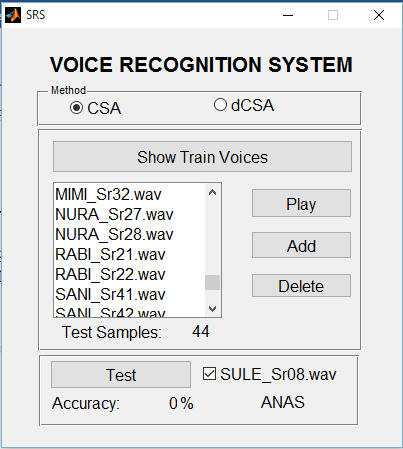 SRS
VOICE RECOGNITION SYSTEM
Method
CSA
dCSA
Show Train Voices
MIMI_Sr32.wav
NURA_Sr27.wav
NURA_Sr28.wav
RABI_Sr21.wav
RABI_Sr22.wav
SANI_Sr41.wav
SANI_Sr42.wav
Play
Add
Delete
Test Samples: 44
Test
SULE_Sr08.wav
Accuracy: 0 %
ANAS